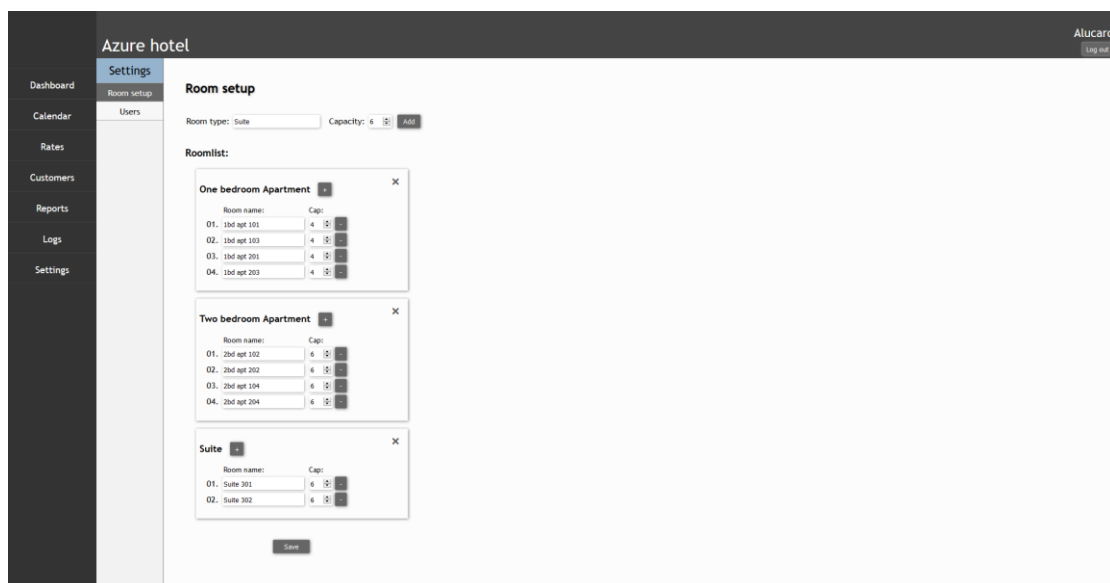 Azure hotel
Alucard
Log out
Dashboard
Calendar
Rates
Customers
Reports
Logs
Settings
Settings
Room setup
Users
Room setup
Room type: Suite Capacity: 6 Add
Roomlist:
One bedroom Apartment + ×
Room name: Cap:
01. 1bd apt 101 4 -
02. 1bd apt 103 4 -
03. 1bd apt 201 4 -
04. 1bd apt 203 4 -
Two bedroom Apartment + ×
Room name: Cap:
01. 2bd apt 102 6 -
02. 2bd apt 202 6 -
03. 2bd apt 104 6 -
04. 2bd apt 204 6 -
Suite + ×
Room name: Cap:
01. Suite 301 6 -
02. Suite 302 6 -
Save